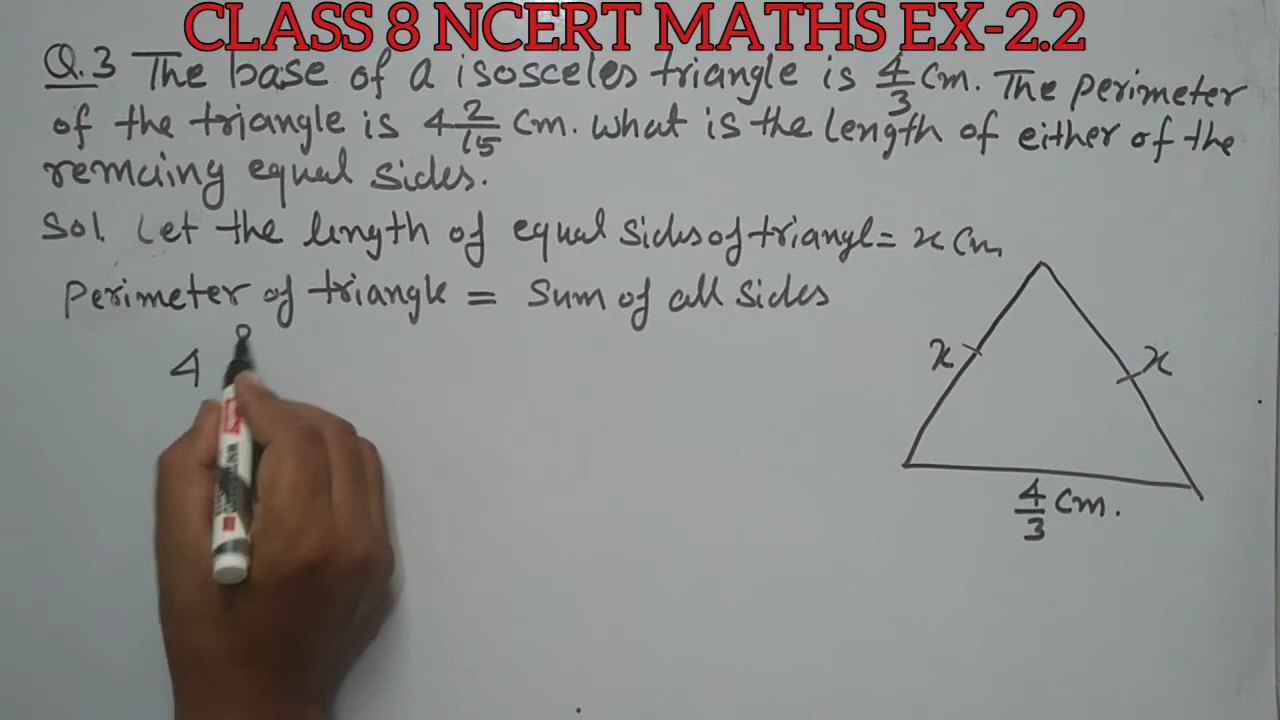 CLASS 8 NCERT MATHS EX-2.2
Q.3 The base of a isosceles triangle is 4/3 cm. The perimeter
of the triangle is 4 2/15 cm. what is the length of either of the
remaing equal sides.
Sol. Let the length of equal sides of triangl = x cm
Perimeter of triangle = Sum of all sides
4
x
x
4/3 cm.